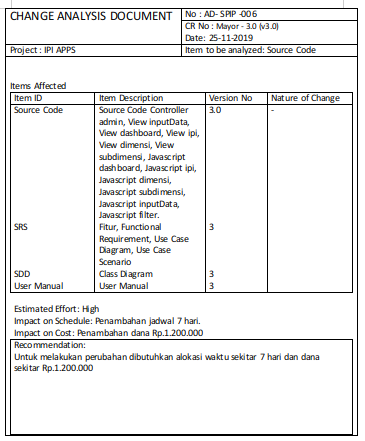 CHANGE ANALYSIS DOCUMENT
No : AD- SPIP -006
CR No : Mayor - 3.0 (v3.0)
Date: 25-11-2019
Project : IPI APPS
Item to be analyzed: Source Code
Items Affected
Item ID Item Description Version No Nature of Change
Source Code Source Code Controller 3.0 -
admin, View inputData,
View dashboard, View ipi,
View dimensi, View
subdimensi, Javascript
dashboard, Javascript ipi,
Javascript dimensi,
Javascript subdimensi,
Javascript inputData,
Javascript filter.
SRS Fitur, Functional 3
Requirement, Use Case
Diagram, Use Case
Scenario
SDD Class Diagram 3
User Manual User Manual 3
Estimated Effort: High
Impact on Schedule: Penambahan jadwal 7 hari.
Impact on Cost: Penambahan dana Rp.1.200.000
Recommendation:
Untuk melakukan perubahan dibutuhkan alokasi waktu sekitar 7 hari dan dana
sekitar Rp.1.200.000